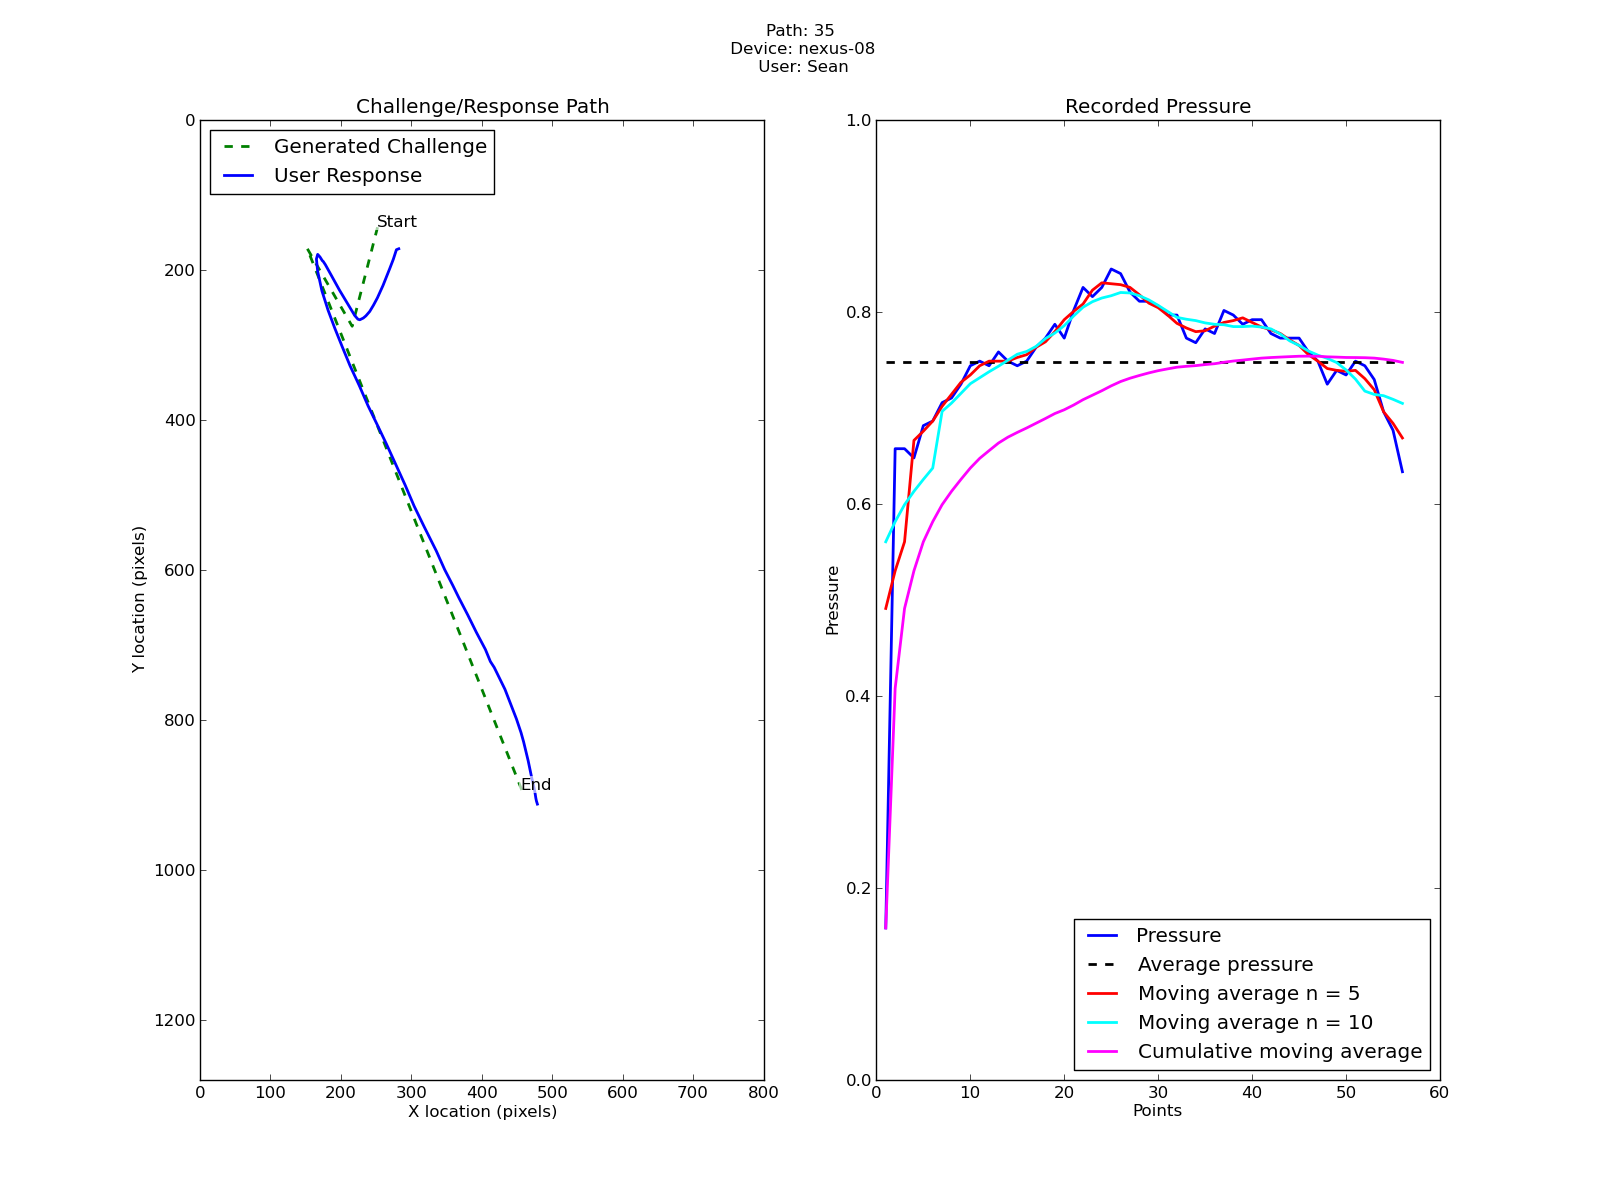 Path: 35
Device: nexus-08
User: Sean
Challenge/Response Path
0
200
400
600
800
1000
1200
Y location (pixels)
Generated Challenge
User Response
Start
End
0 100 200 300 400 500 600 700 800
X location (pixels)
Recorded Pressure
1.0
0.8
0.6
0.4
0.2
0.0
Pressure
Pressure
Average pressure
Moving average n = 5
Moving average n = 10
Cumulative moving average
0 10 20 30 40 50 60
Points